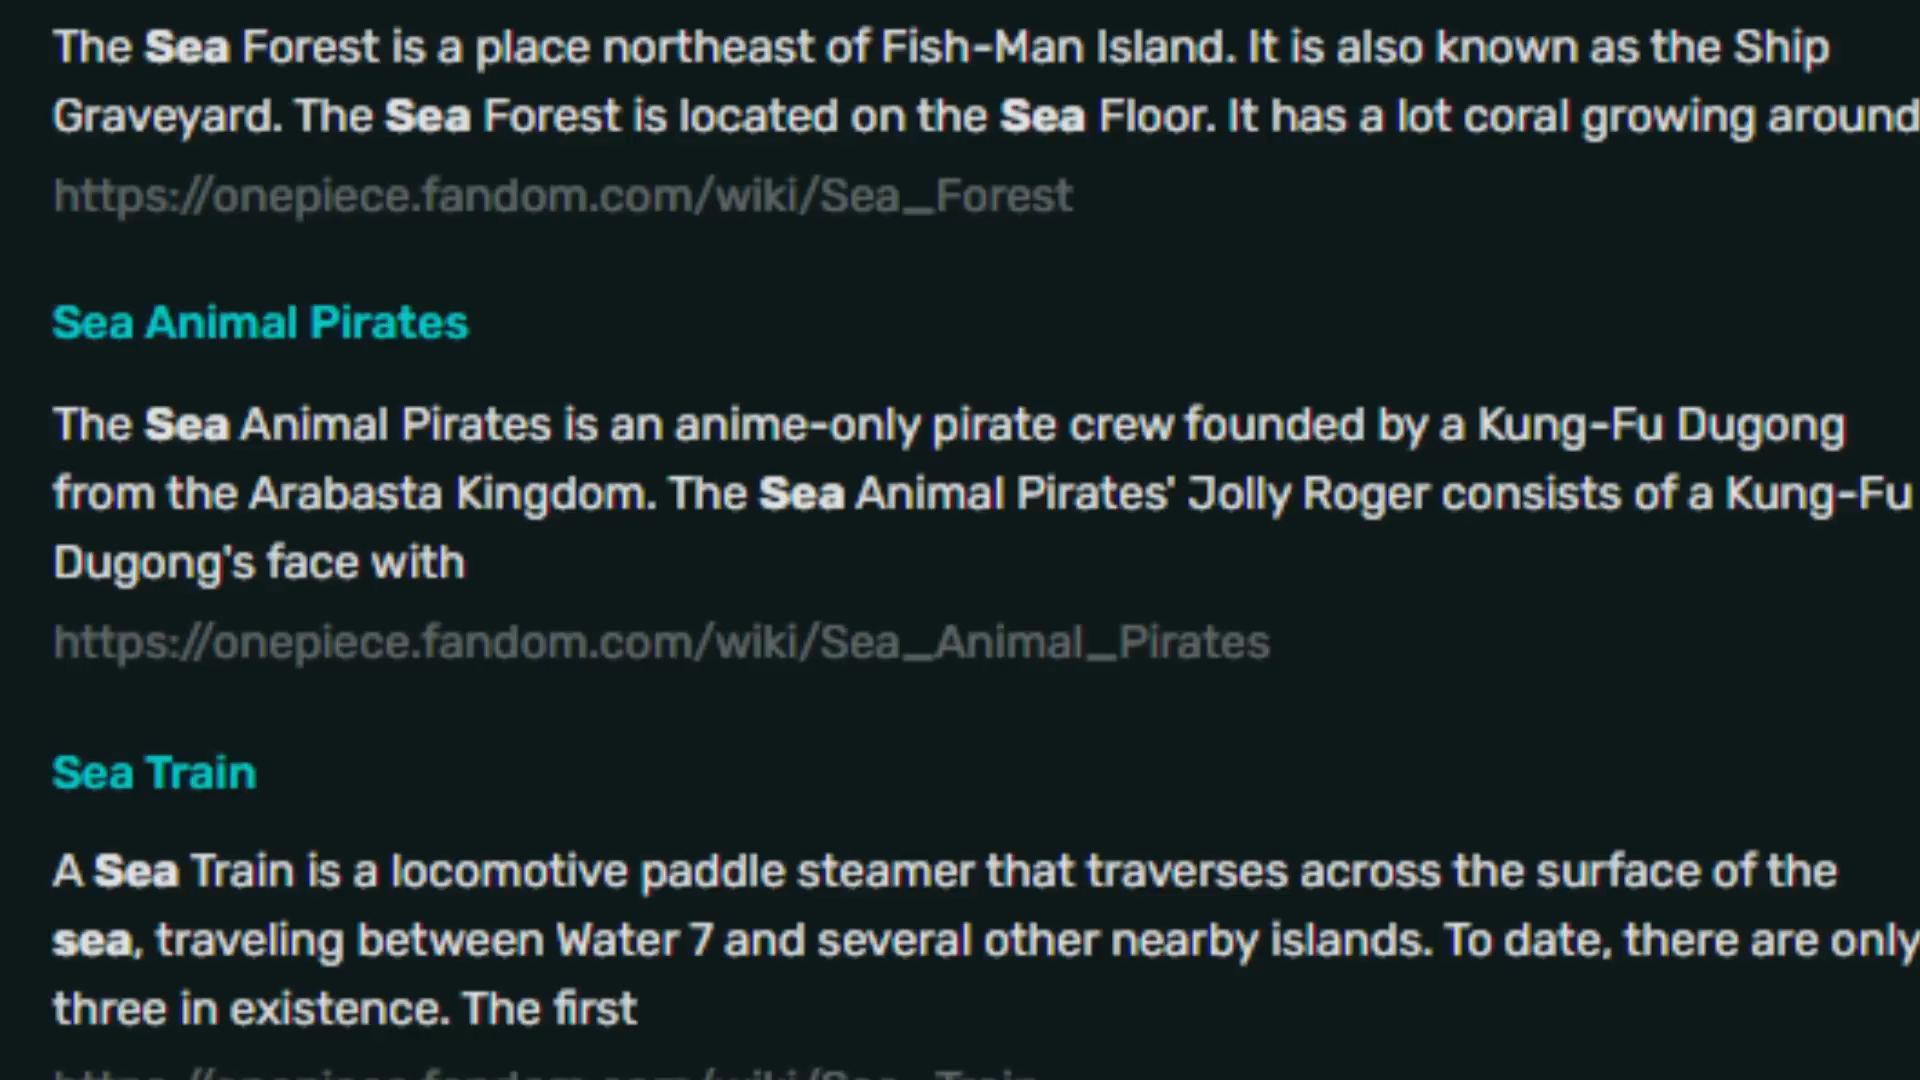 The Sea Forest is a place northeast of Fish-Man Island. It is also known as the Ship
Graveyard. The Sea Forest is located on the Sea Floor. It has a lot coral growing around
https://onepiece.fandom.com/wiki/Sea_Forest
Sea Animal Pirates
The Sea Animal Pirates is an anime-only pirate crew founded by a Kung-Fu Dugong
from the Arabasta Kingdom. The Sea Animal Pirates' Jolly Roger consists of a Kung-Fu
Dugong's face with
https://onepiece.fandom.com/wiki/Sea_Animal_Pirates
Sea Train
A Sea Train is a locomotive paddle steamer that traverses across the surface of the
sea, traveling between Water 7 and several other nearby islands. To date, there are only
three in existence. The first
https://onepiece.fandom.com/wiki/Sea_Train